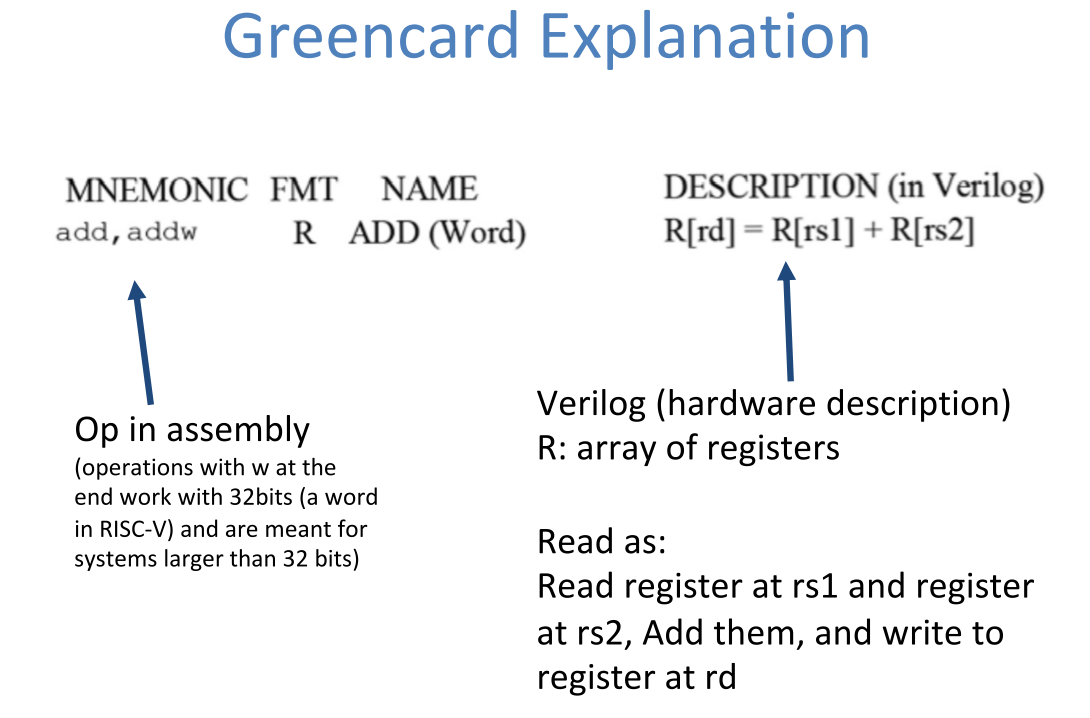 Greencard Explanation
MNEMONIC FMT NAME DESCRIPTION (in Verilog)
add,addw R ADD (Word) R[rd] = R[rs1] + R[rs2]
Op in assembly
(operations with w at the
end work with 32bits (a word
in RISC-V) and are meant for
systems larger than 32 bits)
Verilog (hardware description)
R: array of registers
Read as:
Read register at rs1 and register
at rs2, Add them, and write to
register at rd